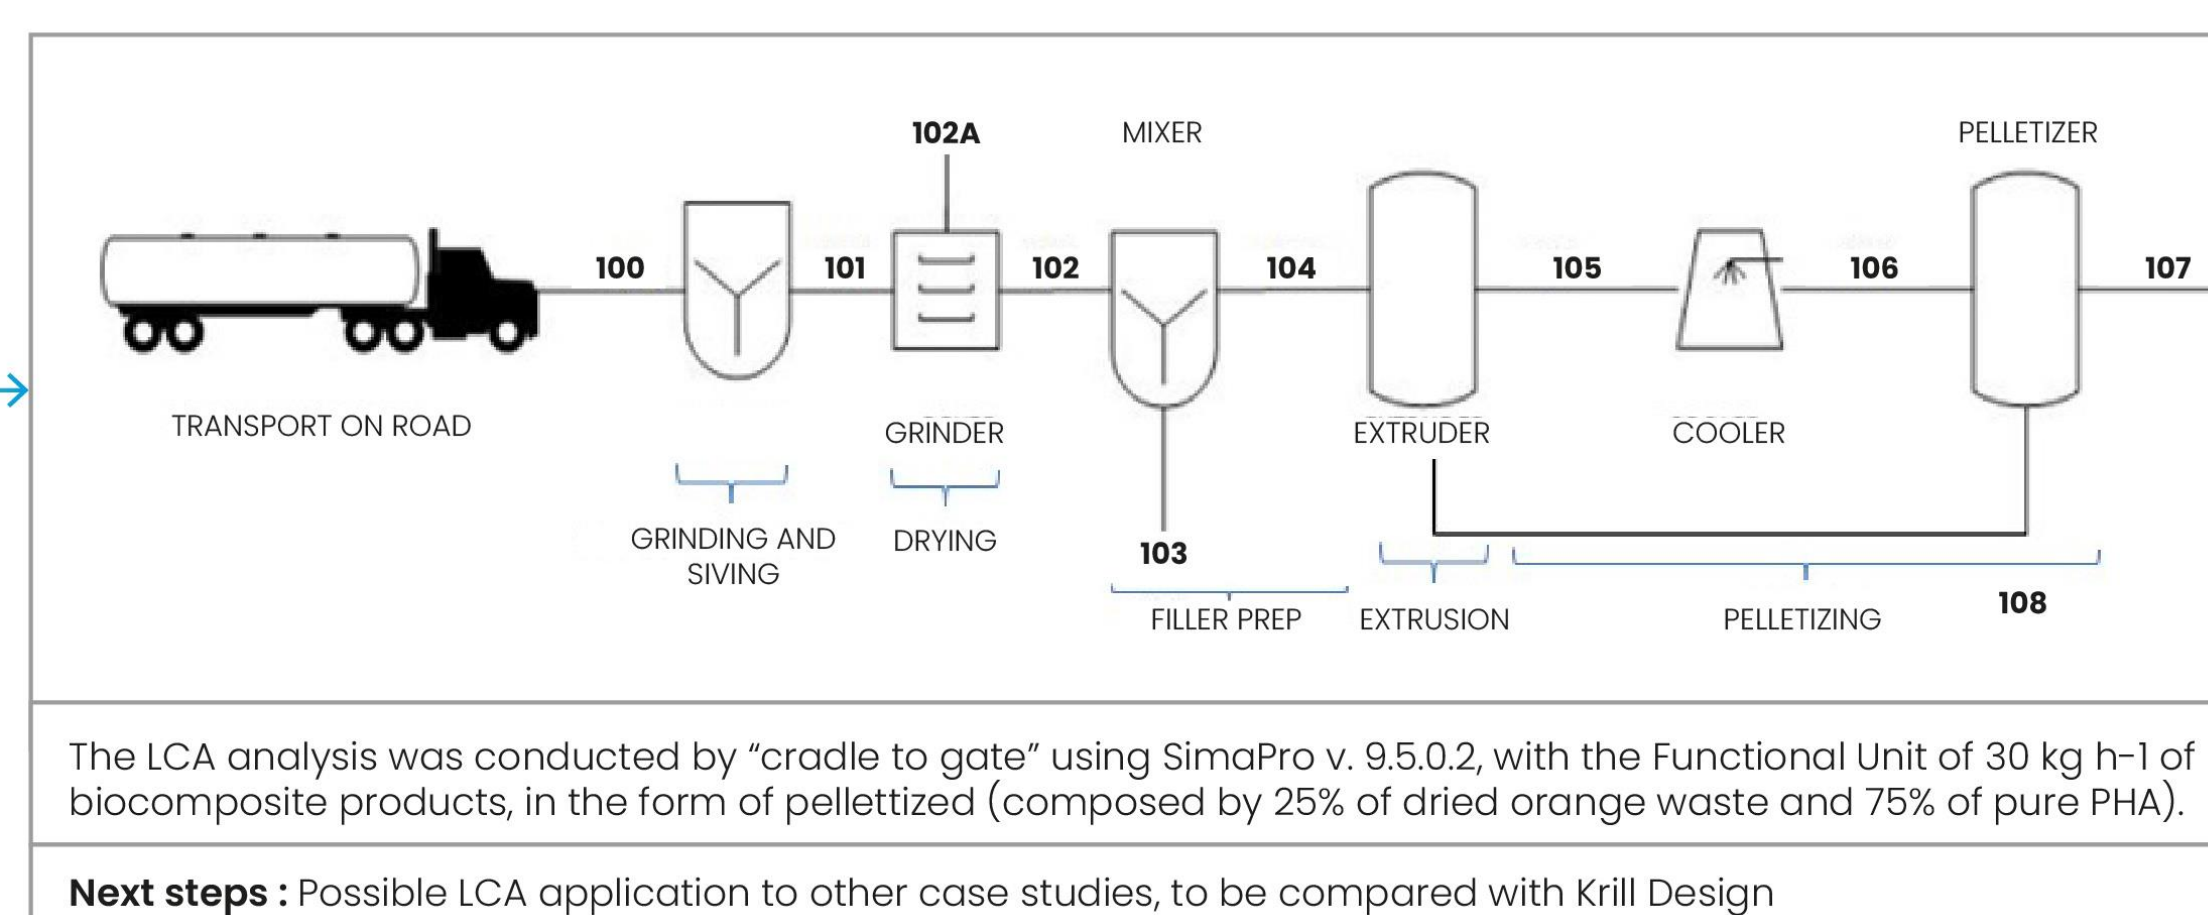 102A
MIXER
PELLETIZER
100
101
102
104
105
106
107
TRANSPORT ON ROAD
GRINDER
EXTRUDER
COOLER
GRINDING AND
SIVING
DRYING
103
FILLER PREP
EXTRUSION
PELLETIZING
108
The LCA analysis was conducted by “cradle to gate” using SimaPro v. 9.5.0.2, with the Functional Unit of 30 kg h-1 of
biocomposite products, in the form of pellettized (composed by 25% of dried orange waste and 75% of pure PHA).
Next steps : Possible LCA application to other case studies, to be compared with Krill Design